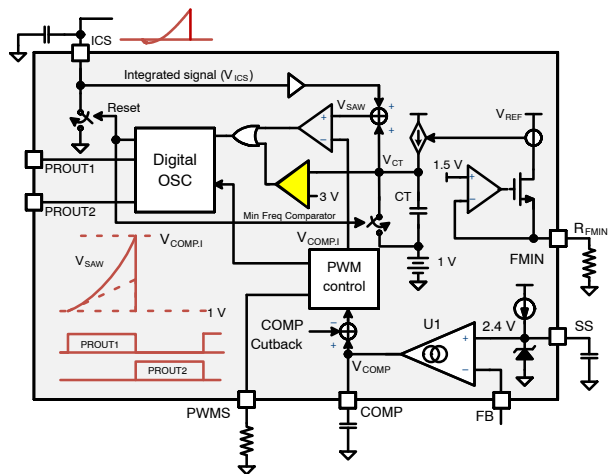 ICS
Integrated signal (VICS)
Reset
VSAW
+
+
VREF
PROUT1
Digital
OSC
+
−
VCT
1.5 V
+
−
PROUT2
3 V
CT
Min Freq Comparator
VCOMP.I
RFMIN
FMIN
VCOMP.I
VSAW
1 V
PWM
control
1 V
COMP
Cutback
−
+
U1
2.4 V
SS
+
−
PROUT1
VCOMP
PROUT2
PWMS
COMP
FB